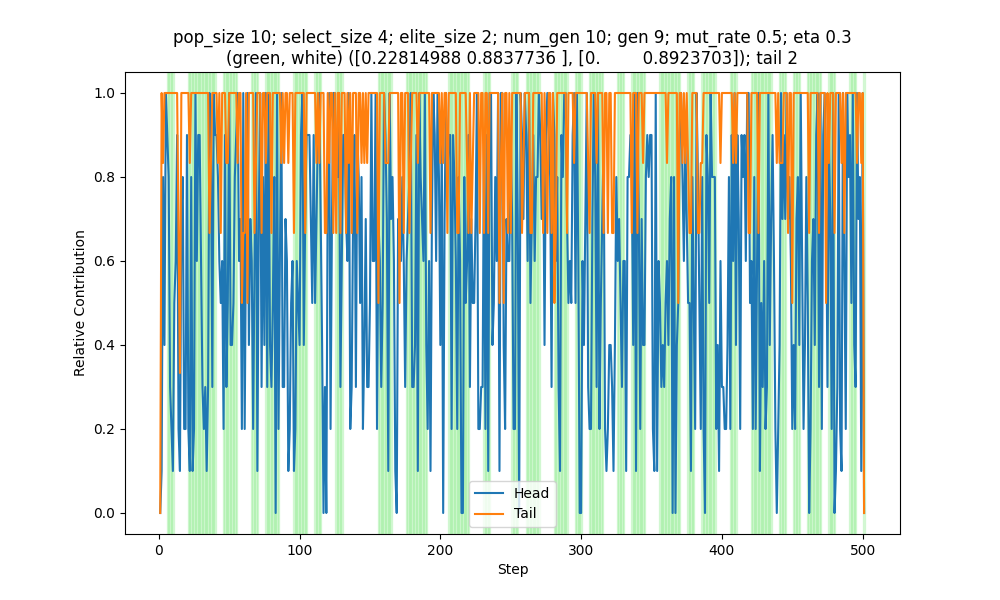 pop_size 10; select_size 4; elite_size 2; num_gen 10; gen 9; mut_rate 0.5; eta 0.3
(green, white) ([0.22814988 0.8837736 ], [0. 0.8923703]); tail 2
1.0
0.8
0.6
0.4
0.2
0.0
Relative Contribution
Head
Tail
0 100 200 300 400 500
Step